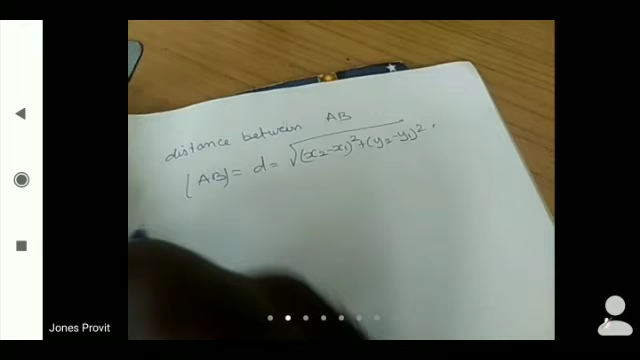 distance between AB
|AB| = d = √(x₂-x₁)²+(y₂-y₁)² .
Jones Provit